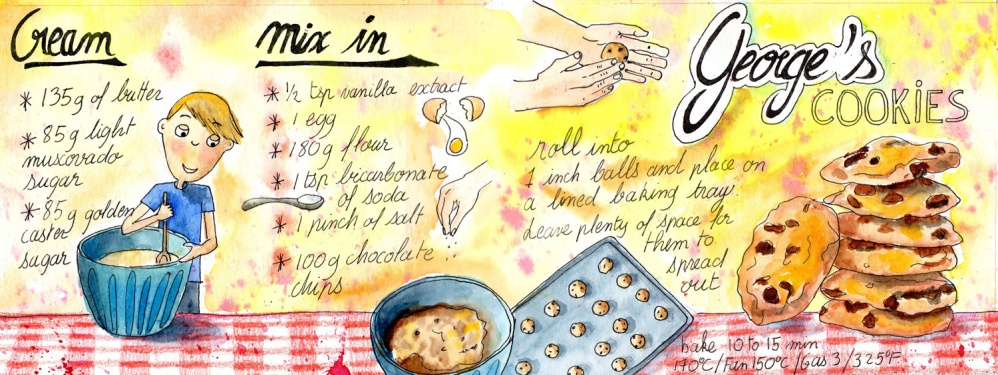 Cream
* 135g of butter
* 85g light
muscovado
sugar
* 85g golden
caster
sugar
mix in
* ½ tsp vanilla extract
* 1 egg
* 180g flour
* 1 tsp bicarbonate
of soda
* 1 pinch of salt
* 100g chocolate
chips
George's
COOKiES
roll into
1 inch balls and place on
a lined baking tray.
Leave plenty of space for
them to
spread
out
bake 10 to 15 min
170°C/Fan 150°C/Gas 3/325°F